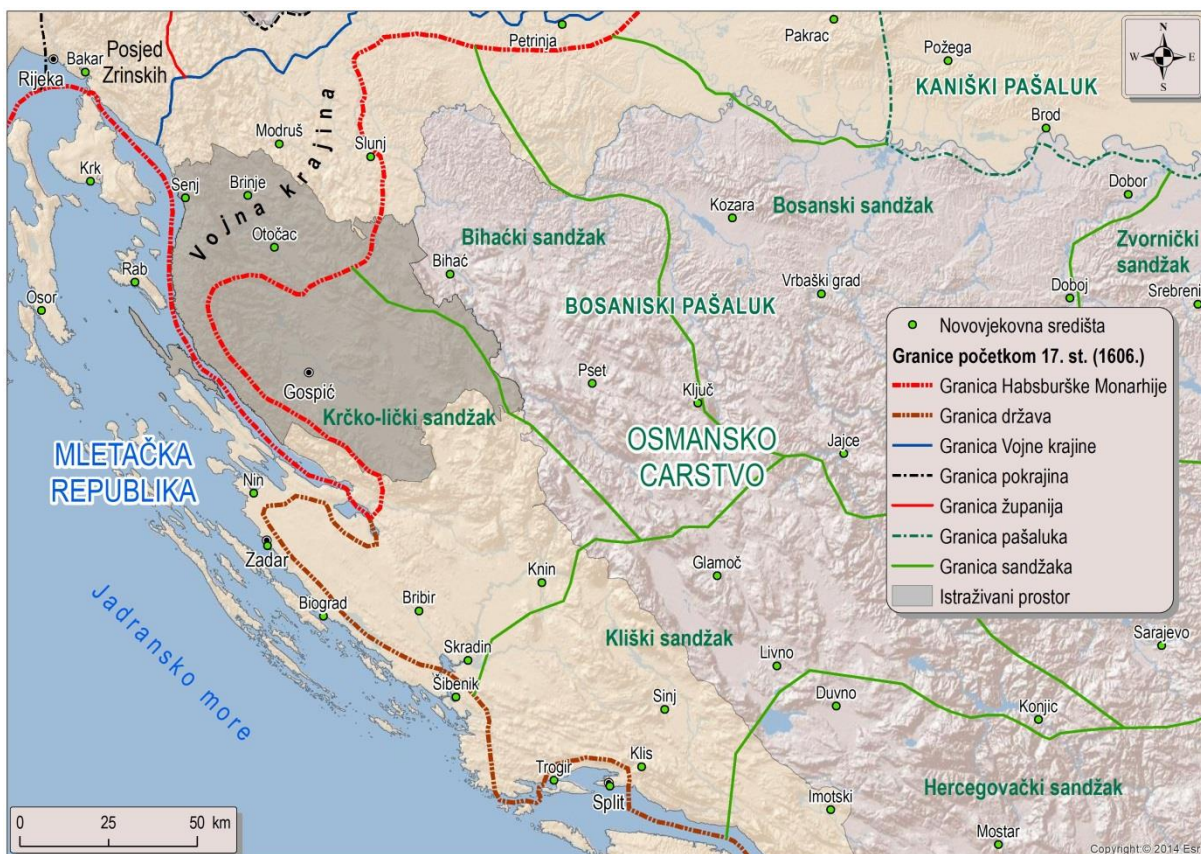 Petrinja
Pakrac
Požega
N
W
E
S
Bakar
Posjed
Zrinskih
Rijeka
KANIŠKI PAŠALUK
Brod
Modruš
Slunj
Vojna krajina
Krk
Senj
Brinje
Dobor
Kozara
Bosanski sandžak
Otočac
Bihaćki sandžak
Zvornički
sandžak
Rab
Bihać
Vrbaški grad
Doboj
Srebreni
Osor
BOSANISKI PAŠALUK
Gospić
Pset
Ključ
Krčko-lički sandžak
OSMANSKO
CARSTVO
Jajce
MLETAČKA
REPUBLIKA
Nin
Zadar
Knin
Glamoč
Biograd
Bribir
Jadransko more
Skradin
Kliški sandžak
Livno
Sarajevo
Šibenik
Sinj
Duvno
Konjic
Klis
Trogir
Split
Imotski
Hercegovački sandžak
Mostar
Novovjekovna središta
Granice početkom 17. st. (1606.)
Granica Habsburške Monarhije
Granica država
Granica Vojne krajine
Granica pokrajina
Granica županija
Granica pašaluka
Granica sandžaka
Istraživani prostor
0 25 50 km
Copyright:© 2014 Esr